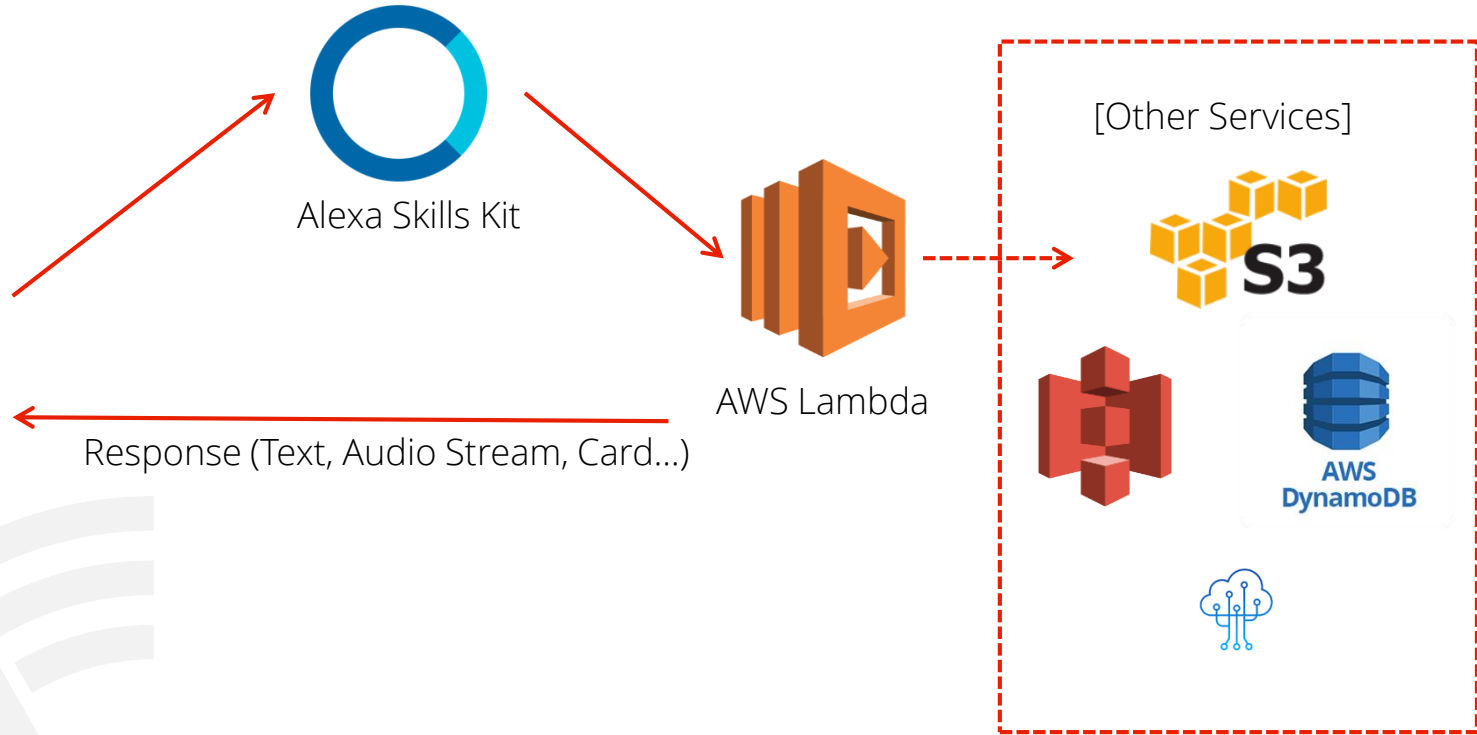 [Other Services]
Alexa Skills Kit
S3
AWS Lambda
Response (Text, Audio Stream, Card...)
AWS
DynamoDB